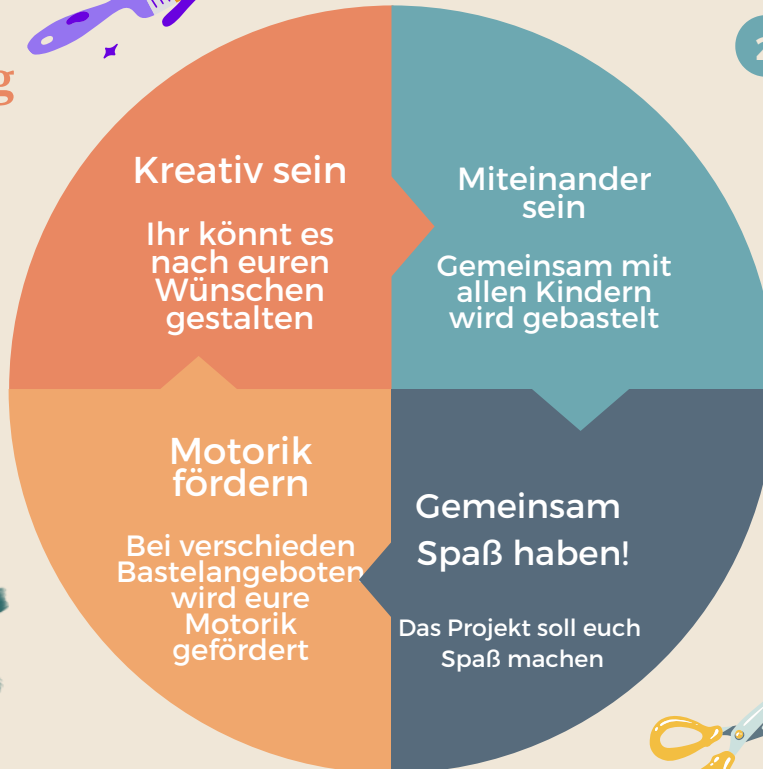 g
2
Kreativ sein
Ihr könnt es
nach euren
Wünschen
gestalten
Miteinander
sein
Gemeinsam mit
allen Kindern
wird gebastelt
Motorik
fördern
Bei verschieden
Bastelangeboten
wird eure
Motorik
gefördert
Gemeinsam
Spaß haben!
Das Projekt soll euch
Spaß machen